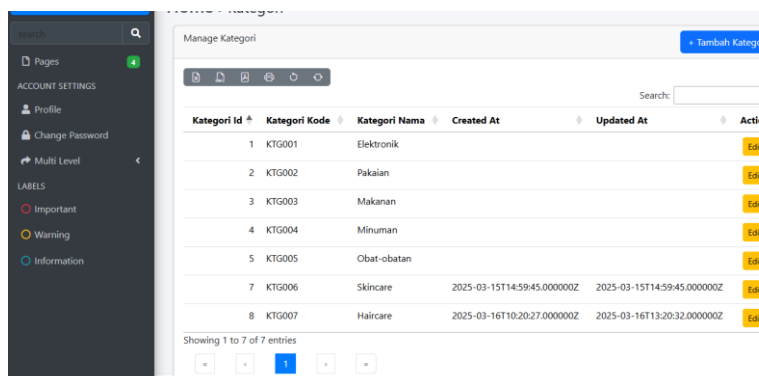 search
Pages 4
ACCOUNT SETTINGS
Profile
Change Password
Multi Level
LABELS
Important
Warning
Information
Manage Kategori
+ Tambah
Search:
Kategori Id Kategori Kode Kategori Nama Created At Updated At
1 KTG001 Elektronik
2 KTG002 Pakaian
3 KTG003 Makanan
4 KTG004 Minuman
5 KTG005 Obat-obatan
7 KTG006 Skincare 2025-03-15T14:59:45.000000Z 2025-03-15T14:59:45.000000Z
8 KTG007 Haircare 2025-03-16T10:20:27.000000Z 2025-03-16T13:20:32.000000Z
Showing 1 to 7 of 7 entries
« ‹ 1 › »